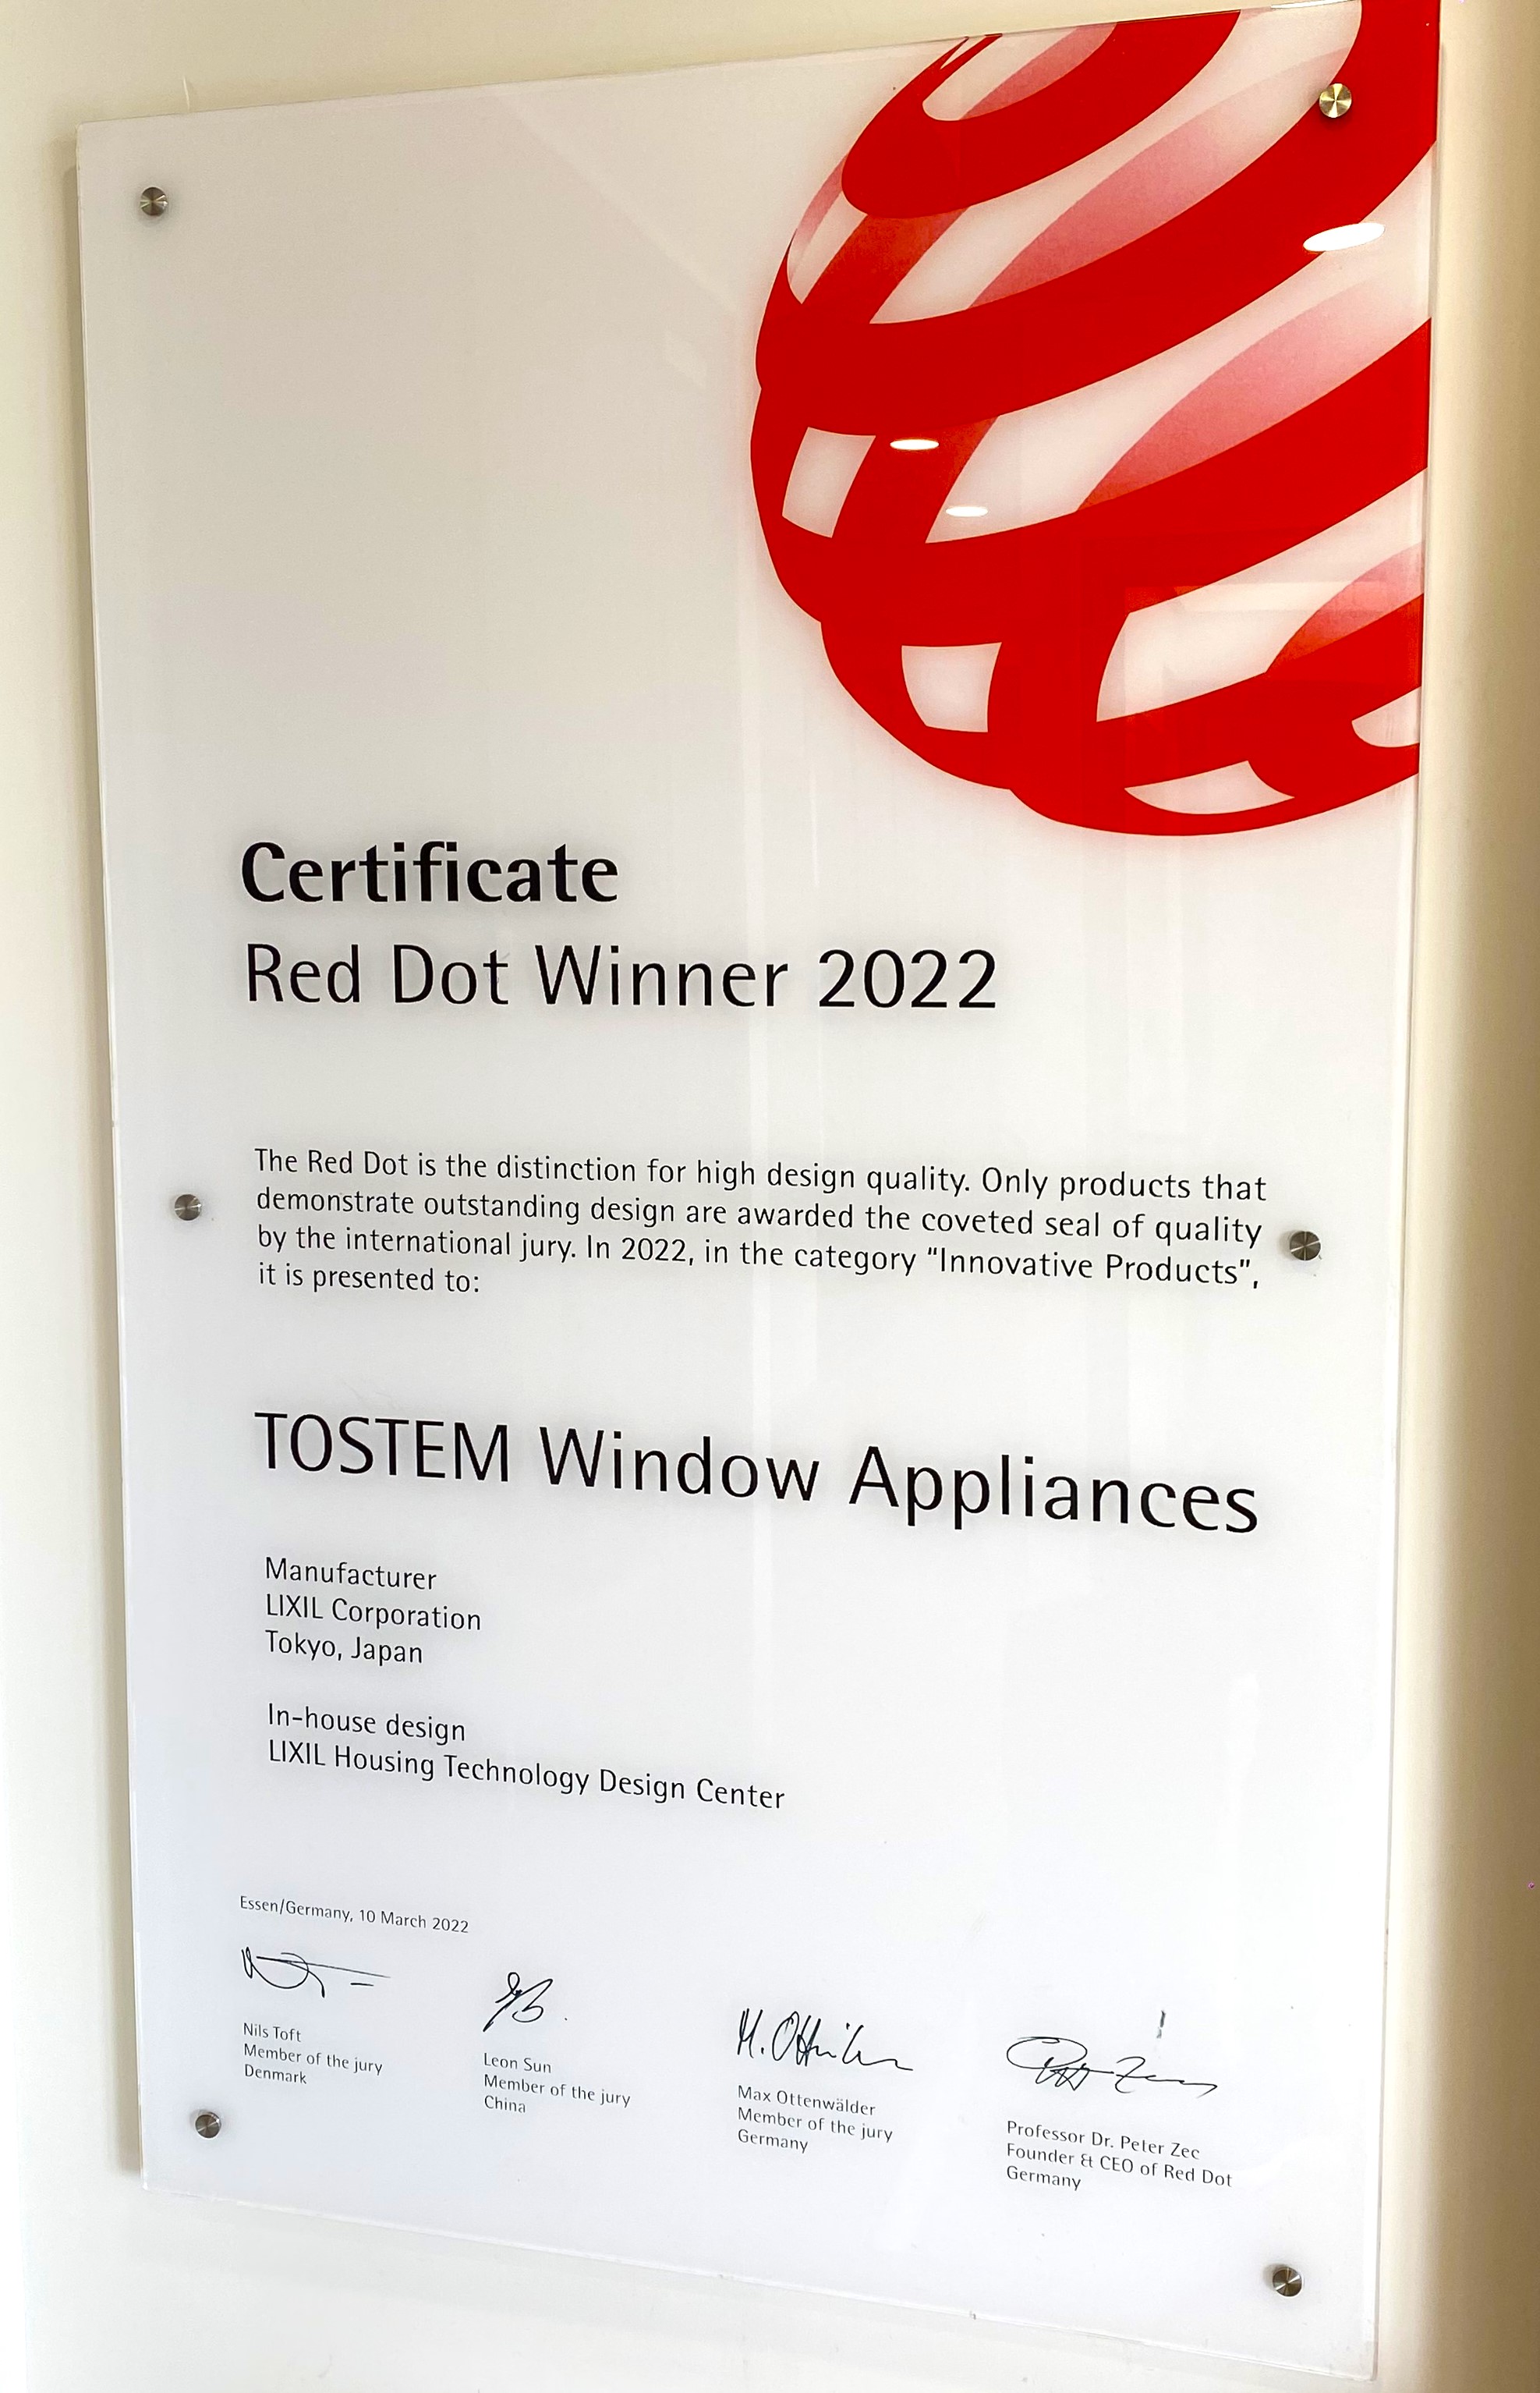 Certificate
Red Dot Winner 2022
The Red Dot is the distinction for high design quality. Only products that
demonstrate outstanding design are awarded the coveted seal of quality
by the international jury. In 2022, in the category “Innovative Products”,
it is presented to:
TOSTEM Window Appliances
Manufacturer
LIXIL Corporation
Tokyo, Japan
In-house design
LIXIL Housing Technology Design Center
Essen/Germany, 10 March 2022
Nils Toft
Member of the jury
Denmark
Leon Sun
Member of the jury
China
M. Ottenwälder
Max Ottenwälder
Member of the jury
Germany
Professor Dr. Peter Zec
Founder & CEO of Red Dot
Germany